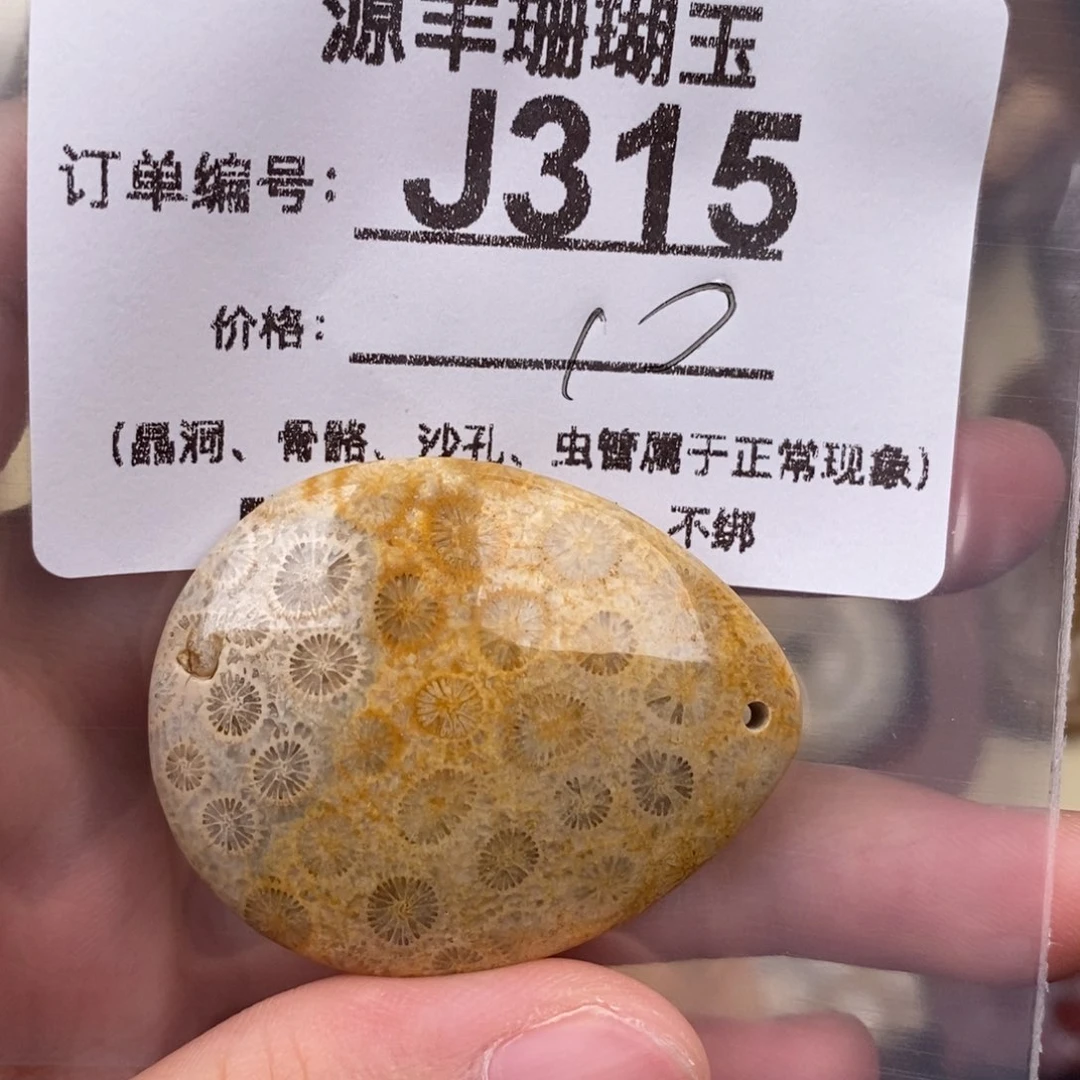 源羊珊瑚玉
订单编号: J315
价格: 12
(晶洞、骨骼、沙孔、虫管属于正常现象)
不绑